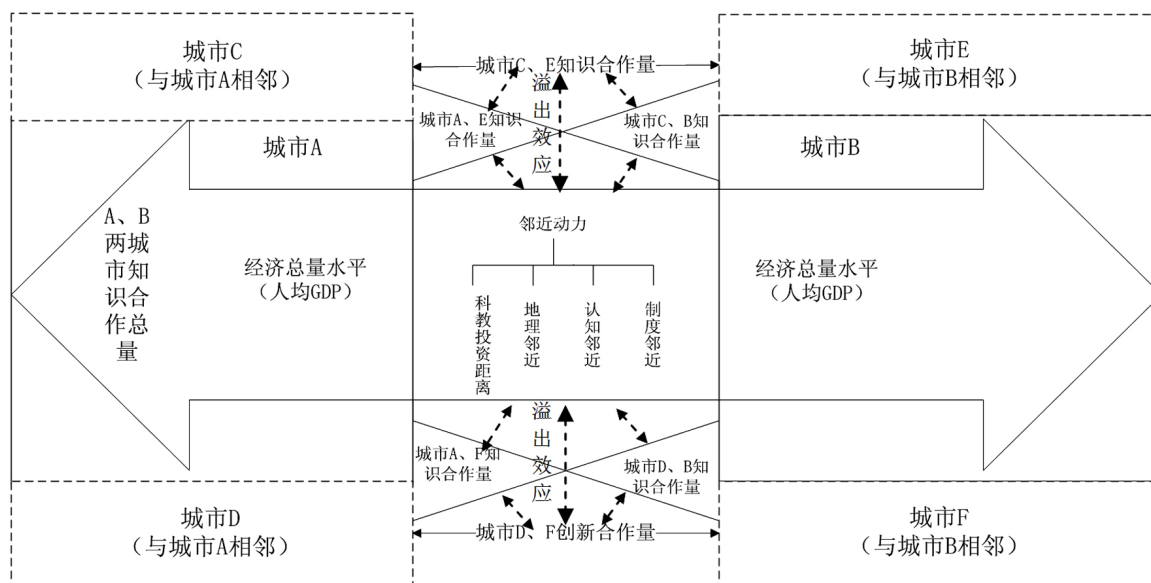 城市C
（与城市A相邻）
城市C、E知识合作量
城市E
（与城市B相邻）
溢出效应
城市A、E知识
合作量
城市C、B知
识合作量
城市A
城市B
A、B
两城
市知
识合
作总
量
经济总量水平
（人均GDP）
邻近动力
科教投资距离
地理邻近
认知邻近
制度邻近
经济总量水平
（人均GDP）
溢出效应
城市A、F知
识合作量
城市D、B知
识合作量
城市D
（与城市A相邻）
城市D、F创新合作量
城市F
（与城市B相邻）